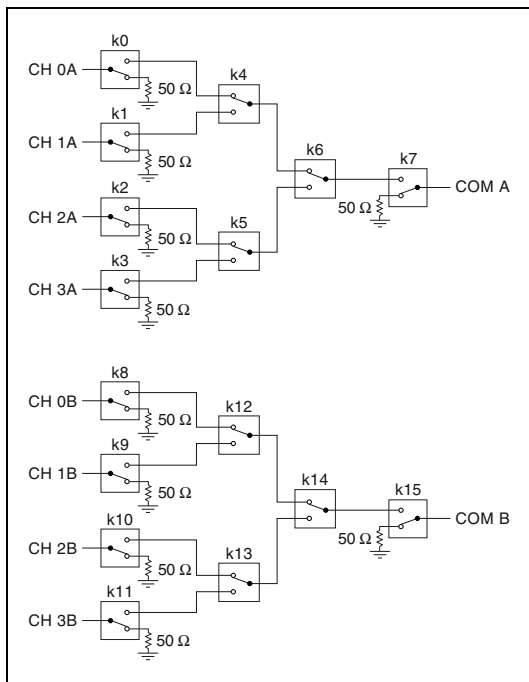 k0
CH 0A
50 Ω
k4
k1
CH 1A
50 Ω
k6
k7
COM A
50 Ω
k2
CH 2A
50 Ω
k5
k3
CH 3A
50 Ω
k8
CH 0B
50 Ω
k12
k9
CH 1B
50 Ω
k14
k15
COM B
50 Ω
k10
CH 2B
50 Ω
k13
k11
CH 3B
50 Ω